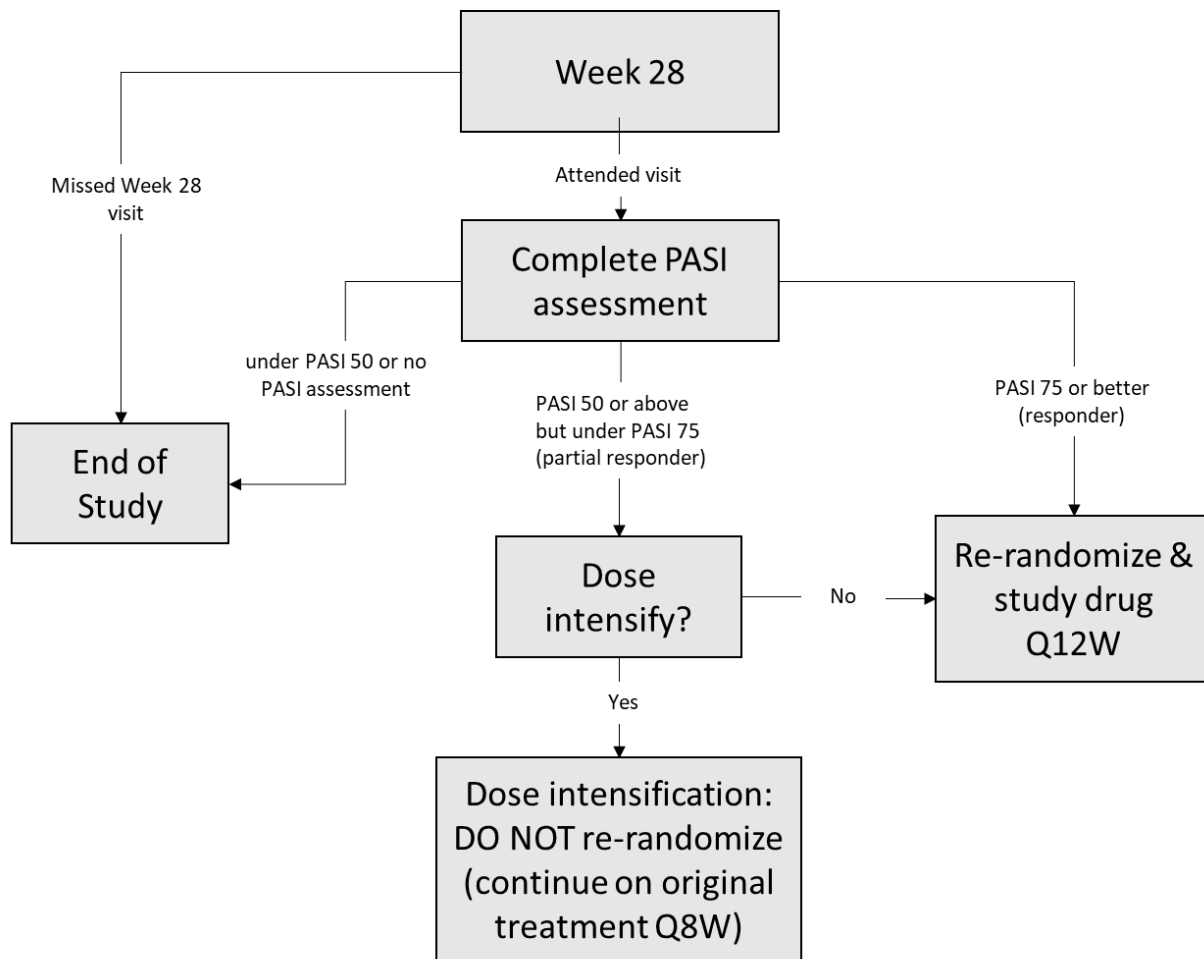 Week 28
Missed Week 28
visit
Attended visit
Complete PASI
assessment
under PASI 50 or no
PASI assessment
PASI 50 or above
but under PASI 75
(partial responder)
PASI 75 or better
(responder)
End of
Study
Dose
intensify?
No
Re-randomize &
study drug
Q12W
Yes
Dose intensification:
DO NOT re-randomize
(continue on original
treatment Q8W)